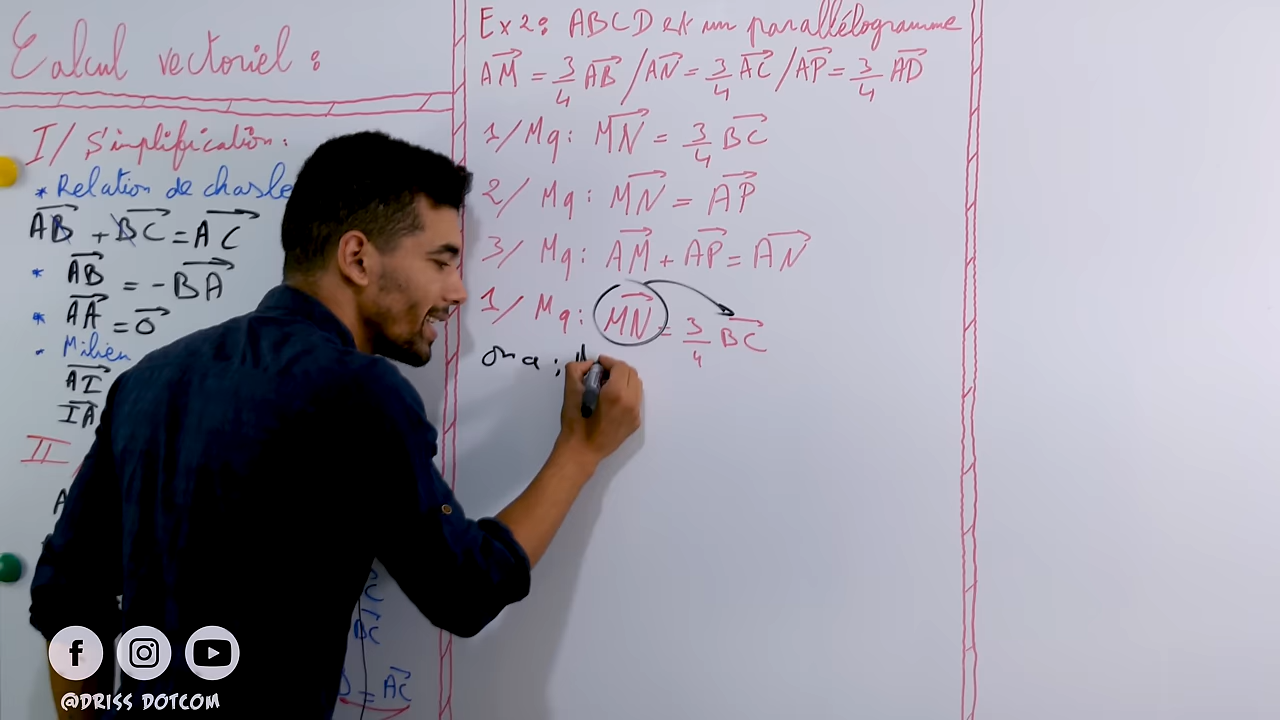 Calcul vectoriel :
I/ Simplification:
* Relation de chasle
AB + BC = AC
* AB = -BA
* AA = 0
• Milieu
AI
IA
II
A
BC
= AC
Ex 2: ABCD est un parallélogramme
AM = 3/4 AB / AN = 3/4 AC / AP = 3/4 AD
1/ Mq: MN = 3/4 BC
2/ Mq: MN = AP
3/ Mq: AM + AP = AN
1/ Mq: MN = 3/4 BC
on a :
@DRISS DOTCOM